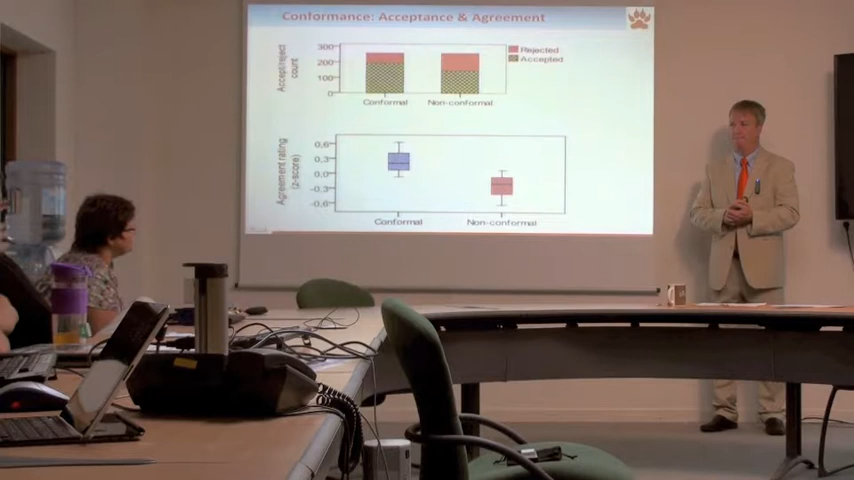 Conformance: Acceptance & Agreement
Accept/reject
count
300
200
100
0
Rejected
Accepted
Conformal
Non-conformal
Agreement rating
(z-score)
0,6
0,3
0,0
-0,3
-0,6
Conformal
Non-conformal